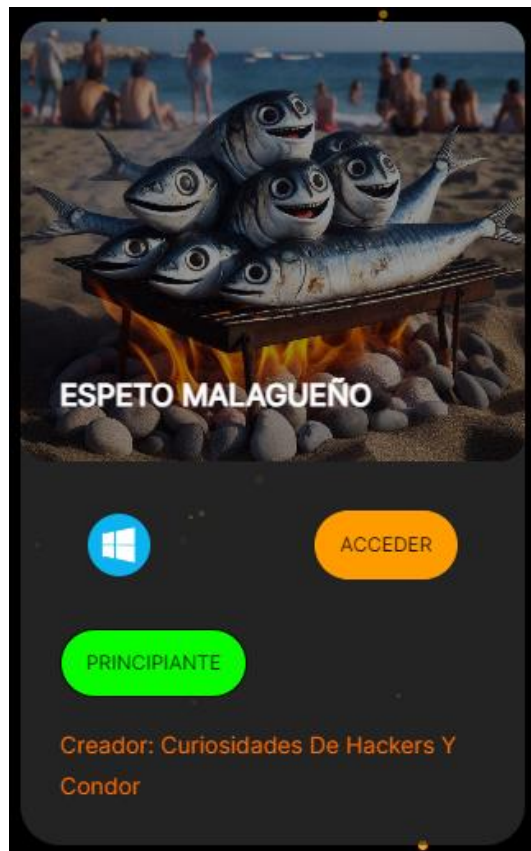 ESPETO MALAGUEÑO
ACCEDER
PRINCIPIANTE
Creador: Curiosidades De Hackers Y
Condor